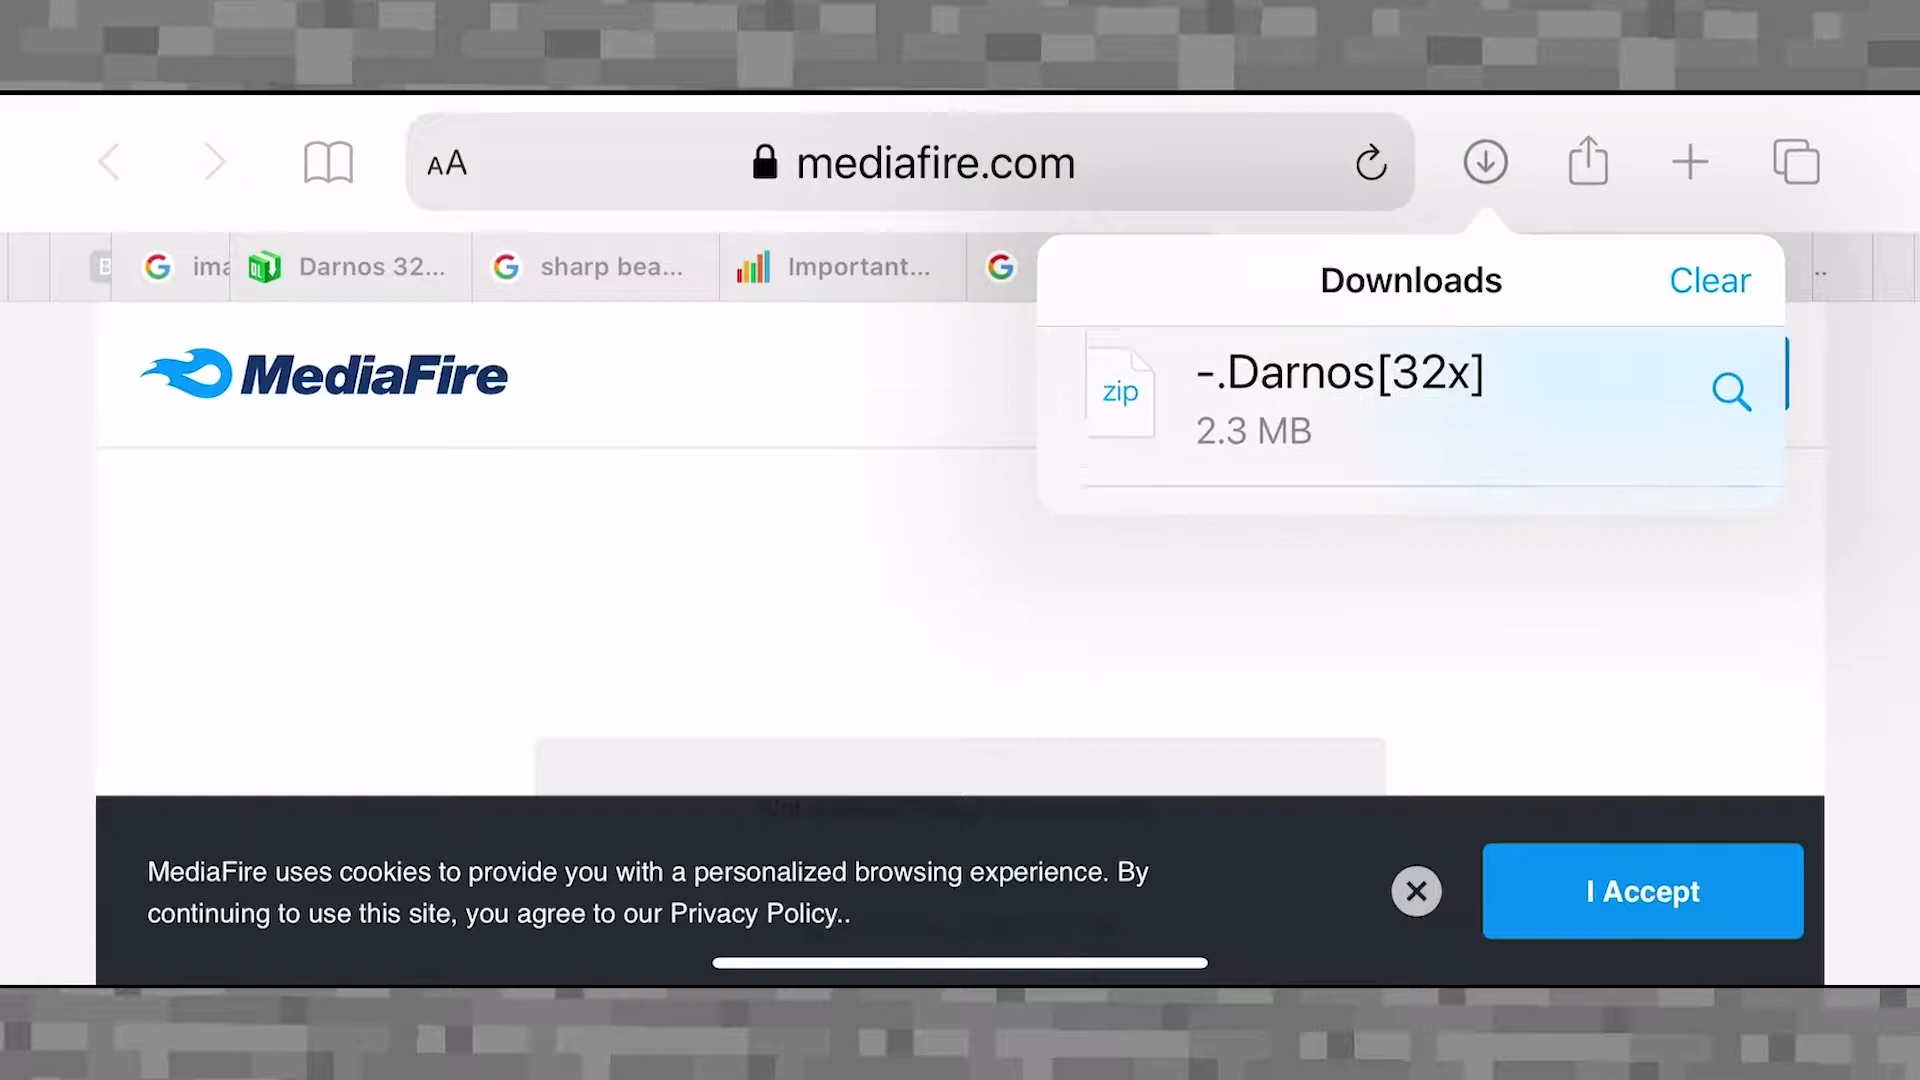 AA
mediafire.com
B
ima
Darnos 32...
sharp bea...
Important...
..
Downloads
Clear
MediaFire
zip
-.Darnos[32x]
2.3 MB
MediaFire uses cookies to provide you with a personalized browsing experience. By
continuing to use this site, you agree to our Privacy Policy..
I Accept